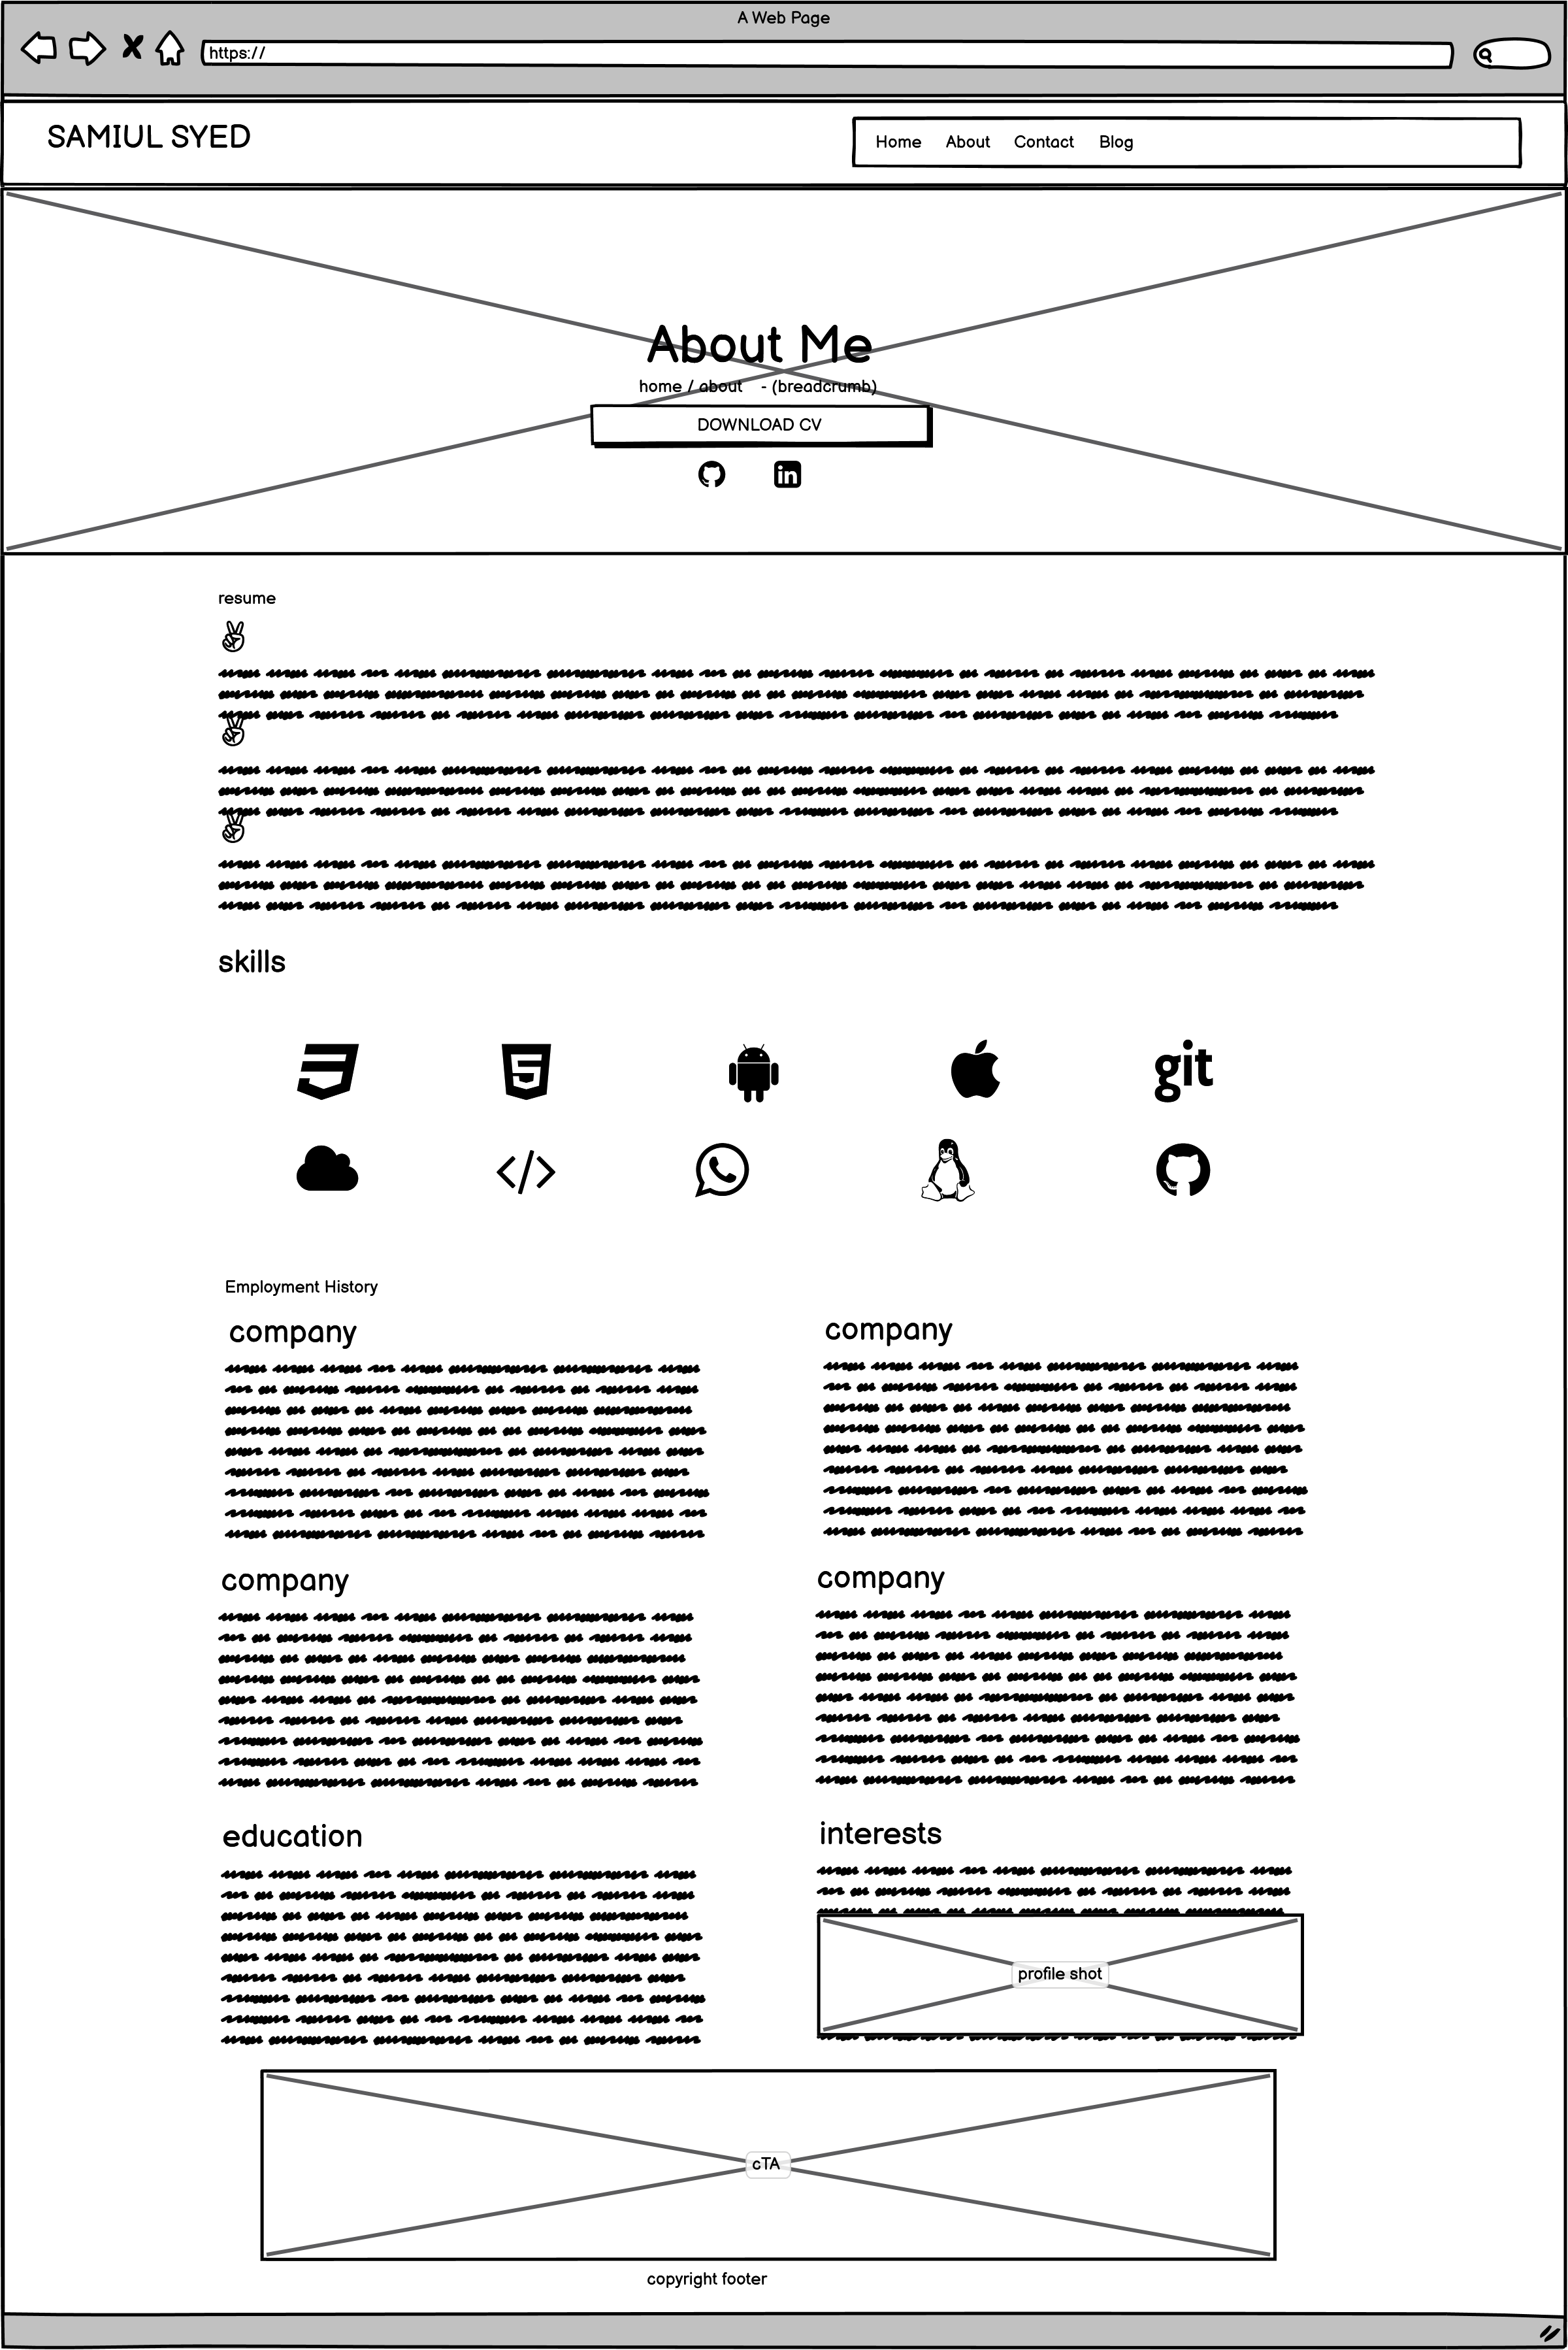 A Web Page
https://
SAMIUL SYED
Home About Contact Blog
About Me
home / about - (breadcrumb)
DOWNLOAD CV
in
resume
skills
git
Employment History
company
company
company
company
education
interests
profile shot
cTA
copyright footer